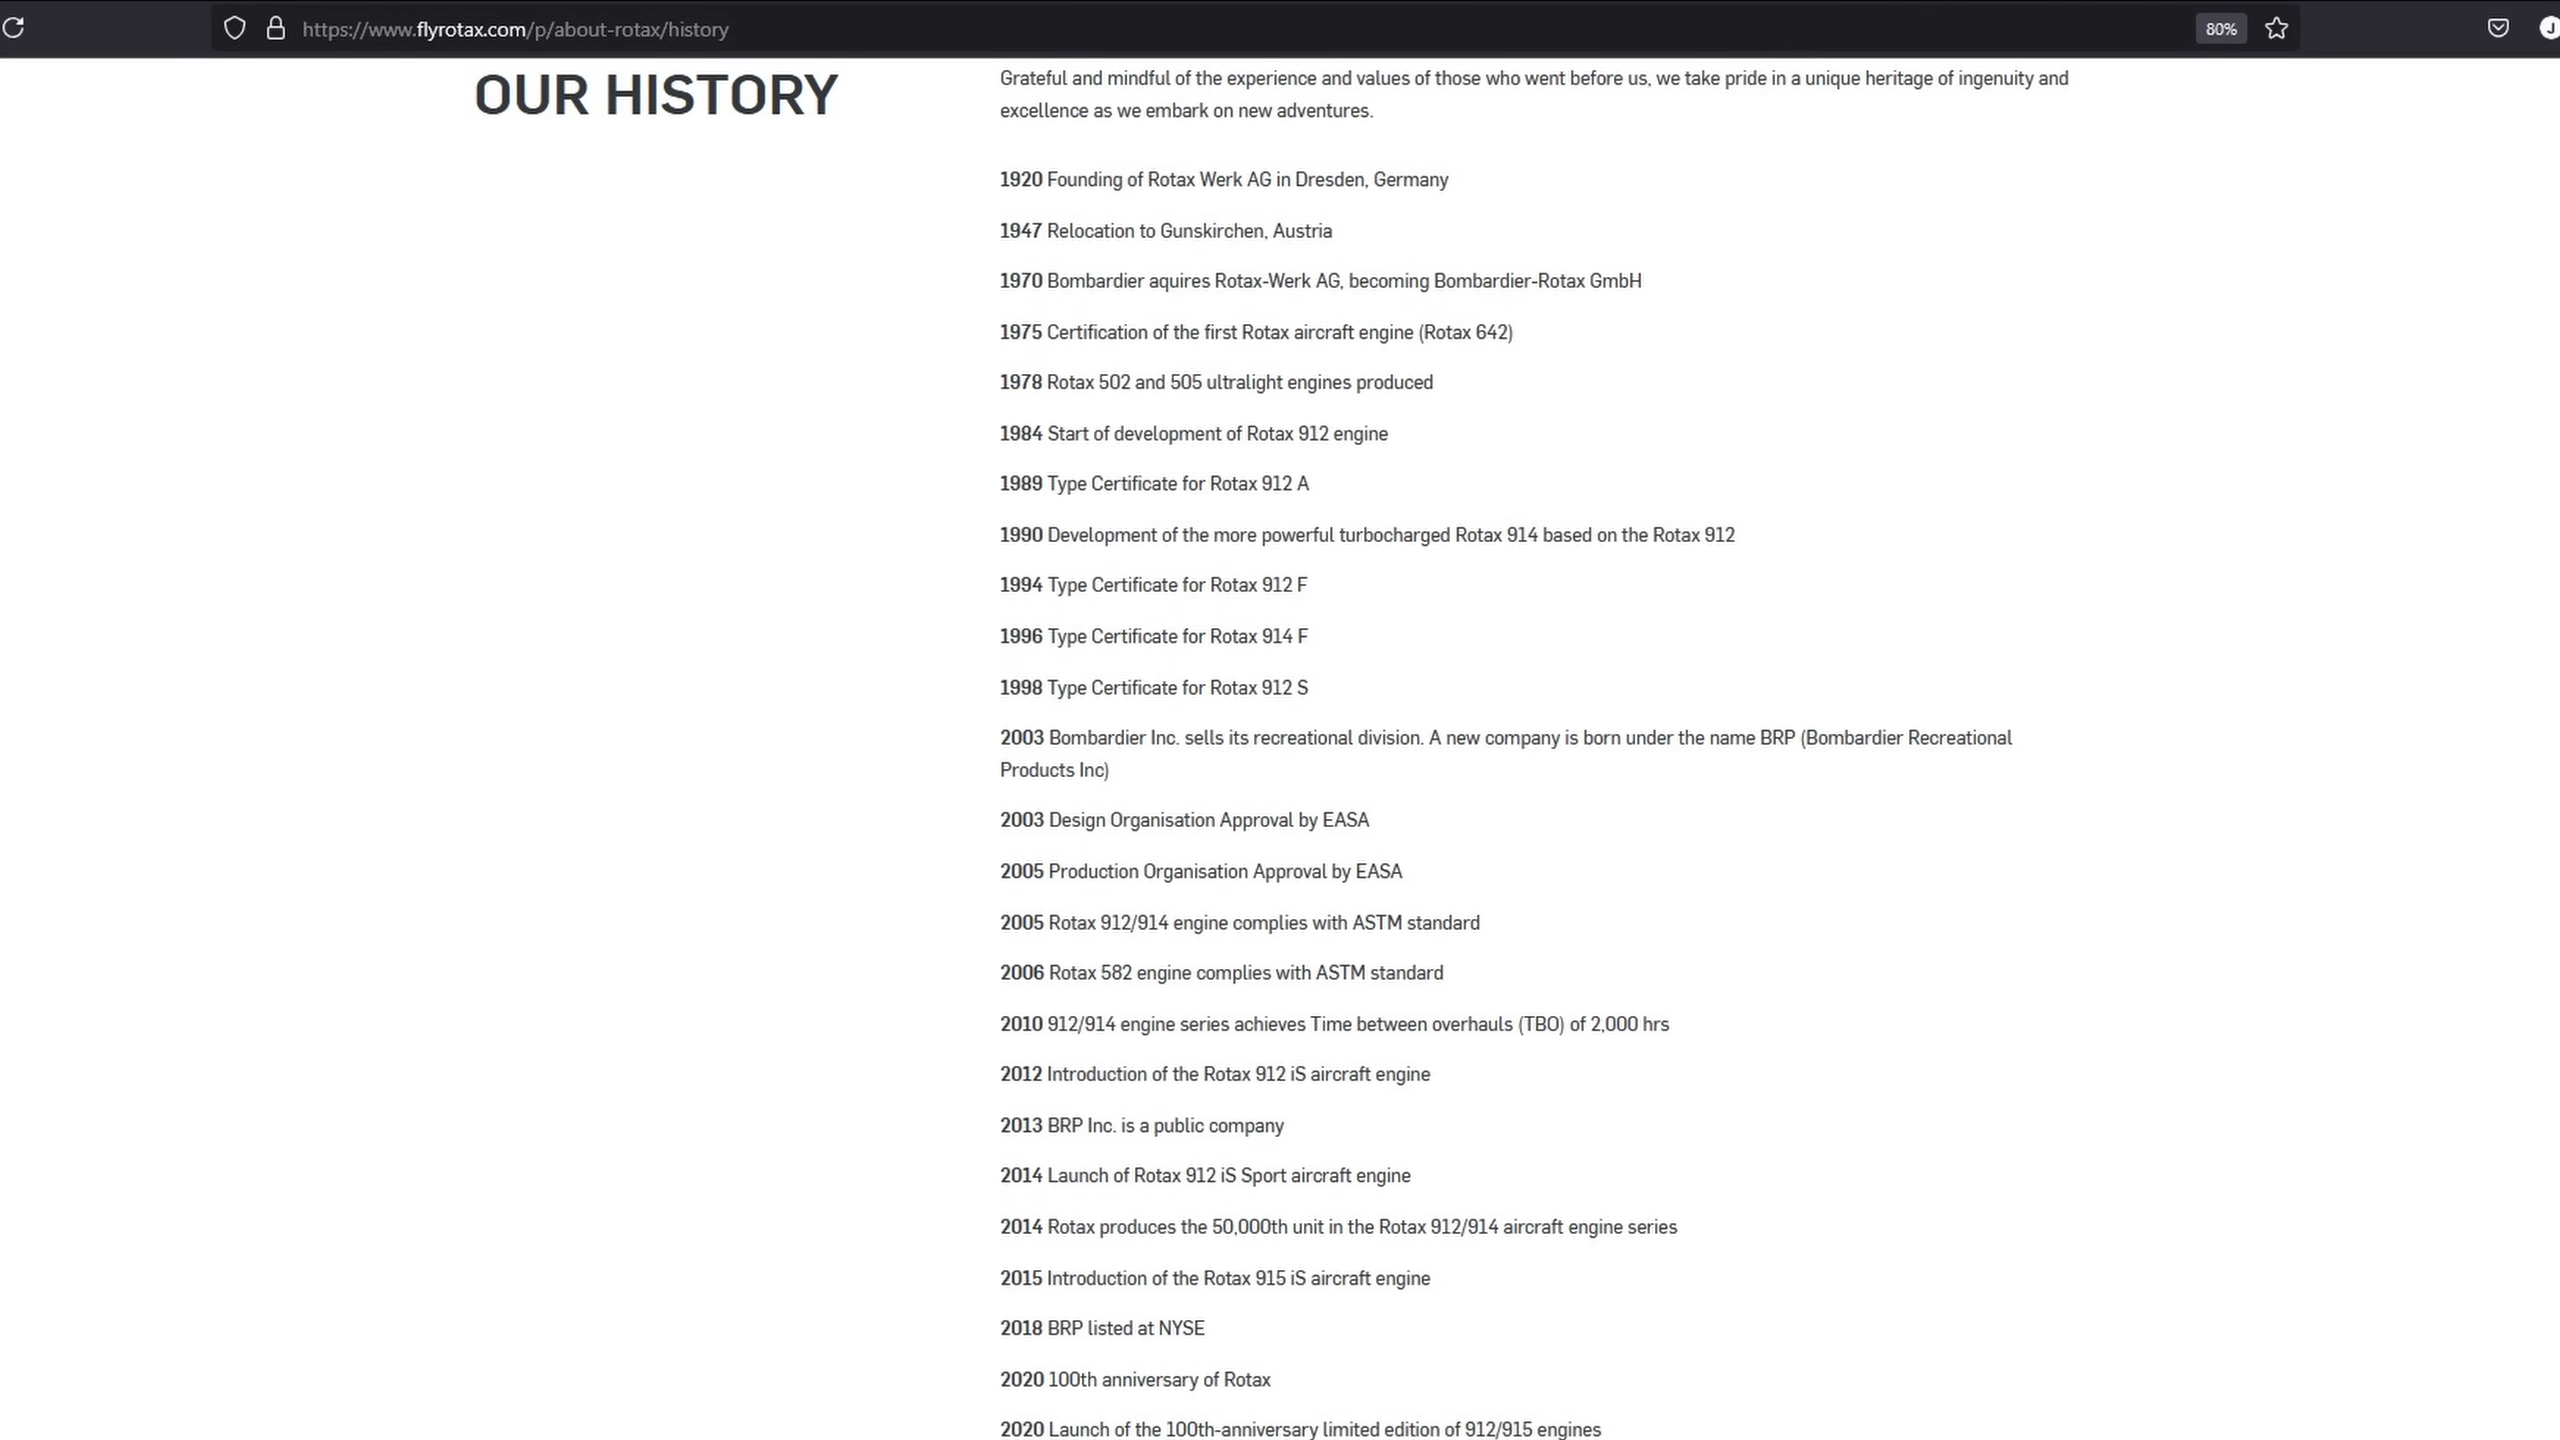 https://www.flyrotax.com/p/about-rotax/history
80%
J
OUR HISTORY
Grateful and mindful of the experience and values of those who went before us, we take pride in a unique heritage of ingenuity and
excellence as we embark on new adventures.
1920 Founding of Rotax Werk AG in Dresden, Germany
1947 Relocation to Gunskirchen, Austria
1970 Bombardier aquires Rotax-Werk AG, becoming Bombardier-Rotax GmbH
1975 Certification of the first Rotax aircraft engine (Rotax 642)
1978 Rotax 502 and 505 ultralight engines produced
1984 Start of development of Rotax 912 engine
1989 Type Certificate for Rotax 912 A
1990 Development of the more powerful turbocharged Rotax 914 based on the Rotax 912
1994 Type Certificate for Rotax 912 F
1996 Type Certificate for Rotax 914 F
1998 Type Certificate for Rotax 912 S
2003 Bombardier Inc. sells its recreational division. A new company is born under the name BRP (Bombardier Recreational
Products Inc)
2003 Design Organisation Approval by EASA
2005 Production Organisation Approval by EASA
2005 Rotax 912/914 engine complies with ASTM standard
2006 Rotax 582 engine complies with ASTM standard
2010 912/914 engine series achieves Time between overhauls (TBO) of 2,000 hrs
2012 Introduction of the Rotax 912 iS aircraft engine
2013 BRP Inc. is a public company
2014 Launch of Rotax 912 iS Sport aircraft engine
2014 Rotax produces the 50,000th unit in the Rotax 912/914 aircraft engine series
2015 Introduction of the Rotax 915 iS aircraft engine
2018 BRP listed at NYSE
2020 100th anniversary of Rotax
2020 Launch of the 100th-anniversary limited edition of 912/915 engines